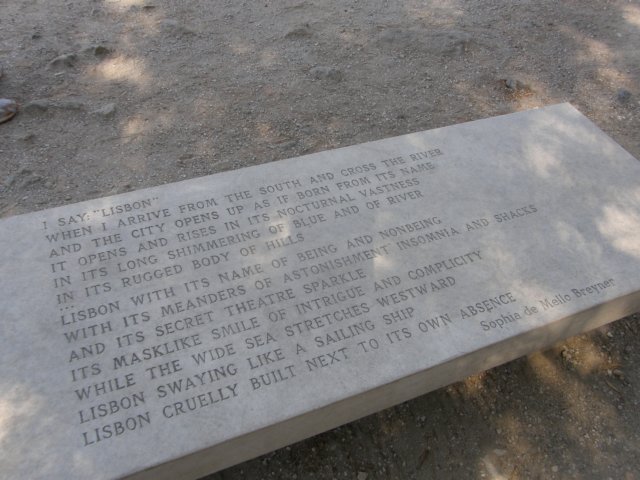 I SAY: "LISBON"
WHEN I ARRIVE FROM THE SOUTH AND CROSS THE RIVER
AND THE CITY OPENS UP AS IF BORN FROM ITS NAME
IT OPENS AND RISES IN ITS NOCTURNAL VASTNESS
IN ITS LONG SHIMMERING OF BLUE AND OF RIVER
IN ITS RUGGED BODY OF HILLS
...
LISBON WITH ITS NAME OF BEING AND NONBEING
WITH ITS MEANDERS OF ASTONISHMENT INSOMNIA AND SHACKS
AND ITS SECRET THEATRE SPARKLE
ITS MASKLIKE SMILE OF INTRIGUE AND COMPLICITY
WHILE THE WIDE SEA STRETCHES WESTWARD
LISBON SWAYING LIKE A SAILING SHIP
LISBON CRUELLY BUILT NEXT TO ITS OWN ABSENCE
Sophia de Mello Breyner